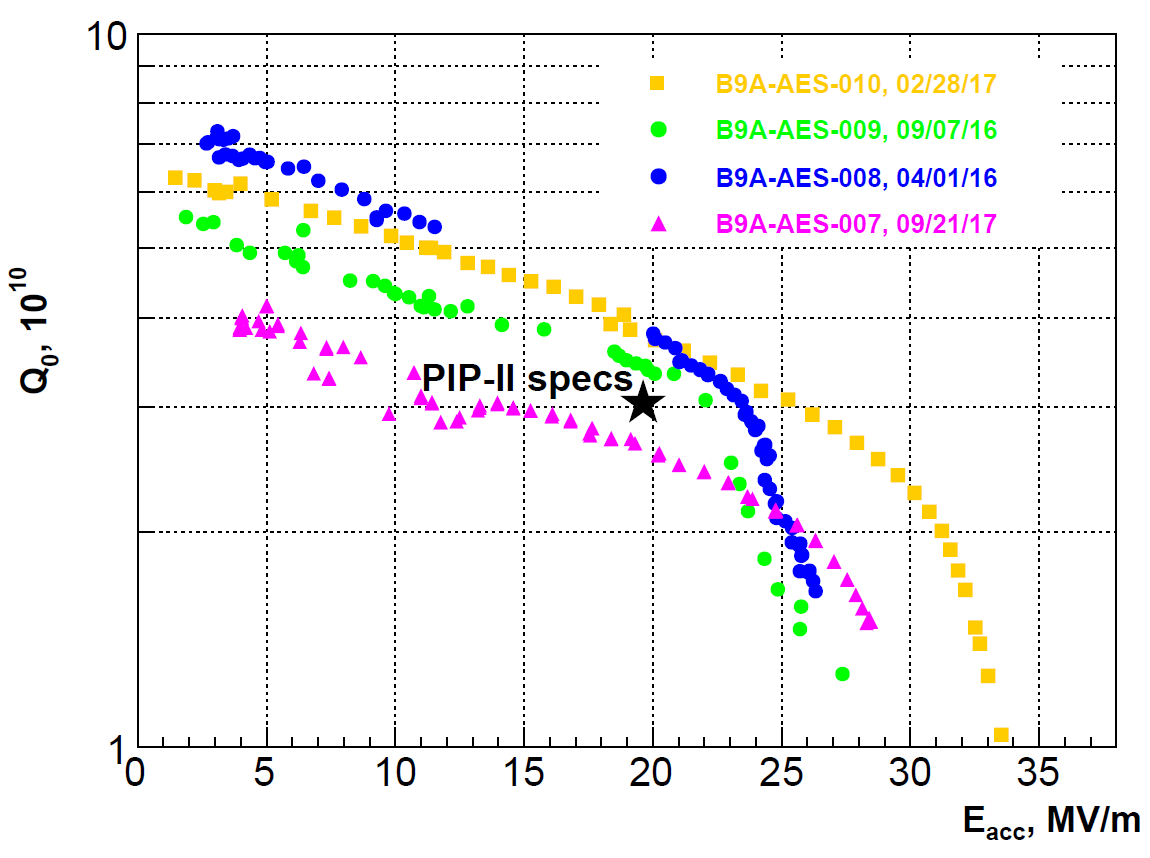 10
B9A-AES-010, 02/28/17
B9A-AES-009, 09/07/16
B9A-AES-008, 04/01/16
B9A-AES-007, 09/21/17
Q₀, 10¹⁰
PIP-II specs
1
0 5 10 15 20 25 30 35
Eacc, MV/m